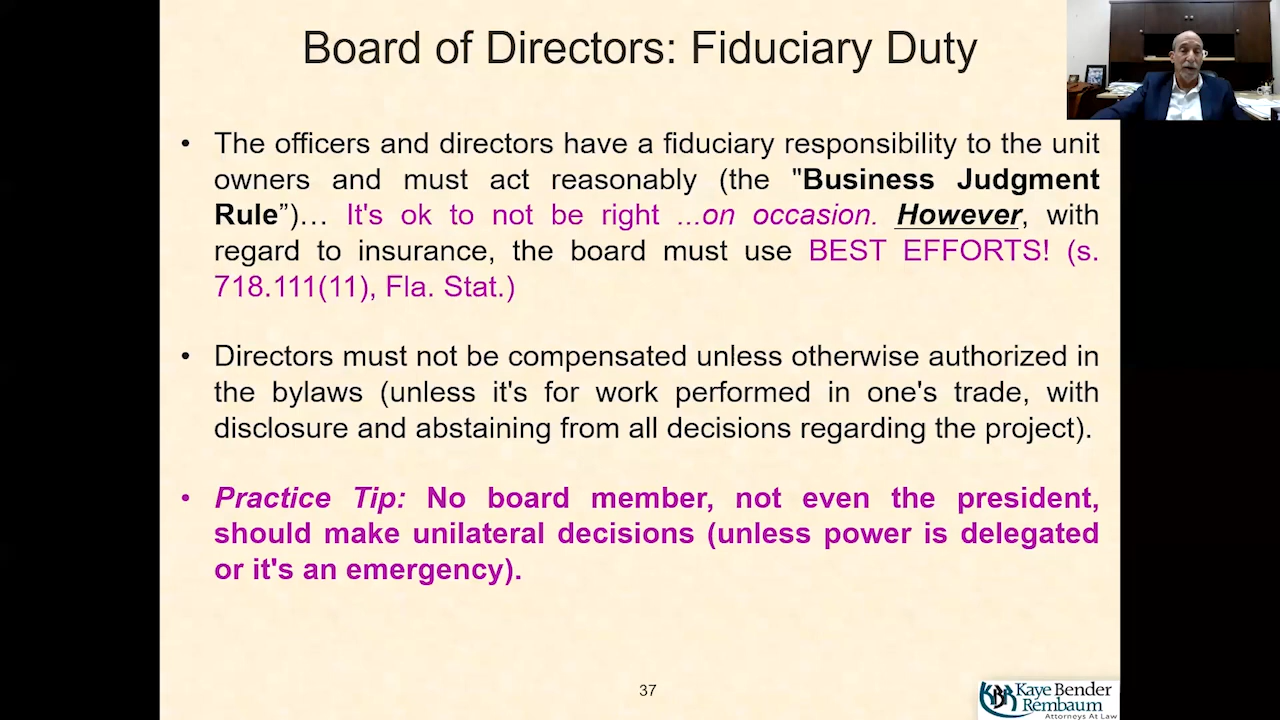 Board of Directors: Fiduciary Duty
• The officers and directors have a fiduciary responsibility to the unit
owners and must act reasonably (the "Business Judgment
Rule”)… It's ok to not be right ...on occasion. However, with
regard to insurance, the board must use BEST EFFORTS! (s.
718.111(11), Fla. Stat.)
• Directors must not be compensated unless otherwise authorized in
the bylaws (unless it's for work performed in one's trade, with
disclosure and abstaining from all decisions regarding the project).
• Practice Tip: No board member, not even the president,
should make unilateral decisions (unless power is delegated
or it's an emergency).
37
KBR Kaye Bender
Rembaum
Attorneys At Law